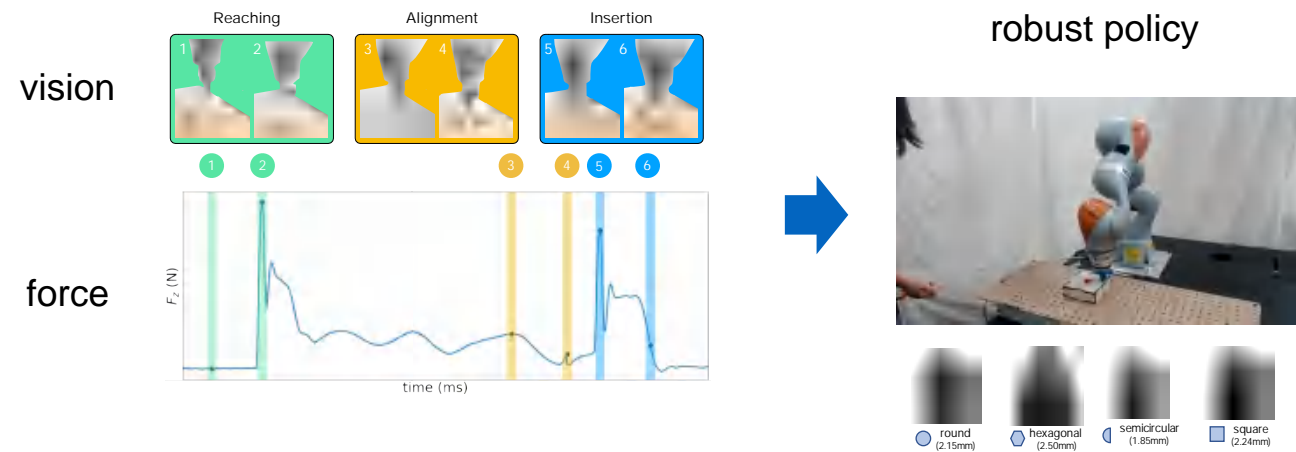 Reaching
Alignment
Insertion
robust policy
vision
1
2
3
4
5
6
1
2
3
4
5
6
force
F_z (N)
time (ms)
round
(2.15mm)
hexagonal
(2.50mm)
semicircular
(1.85mm)
square
(2.24mm)